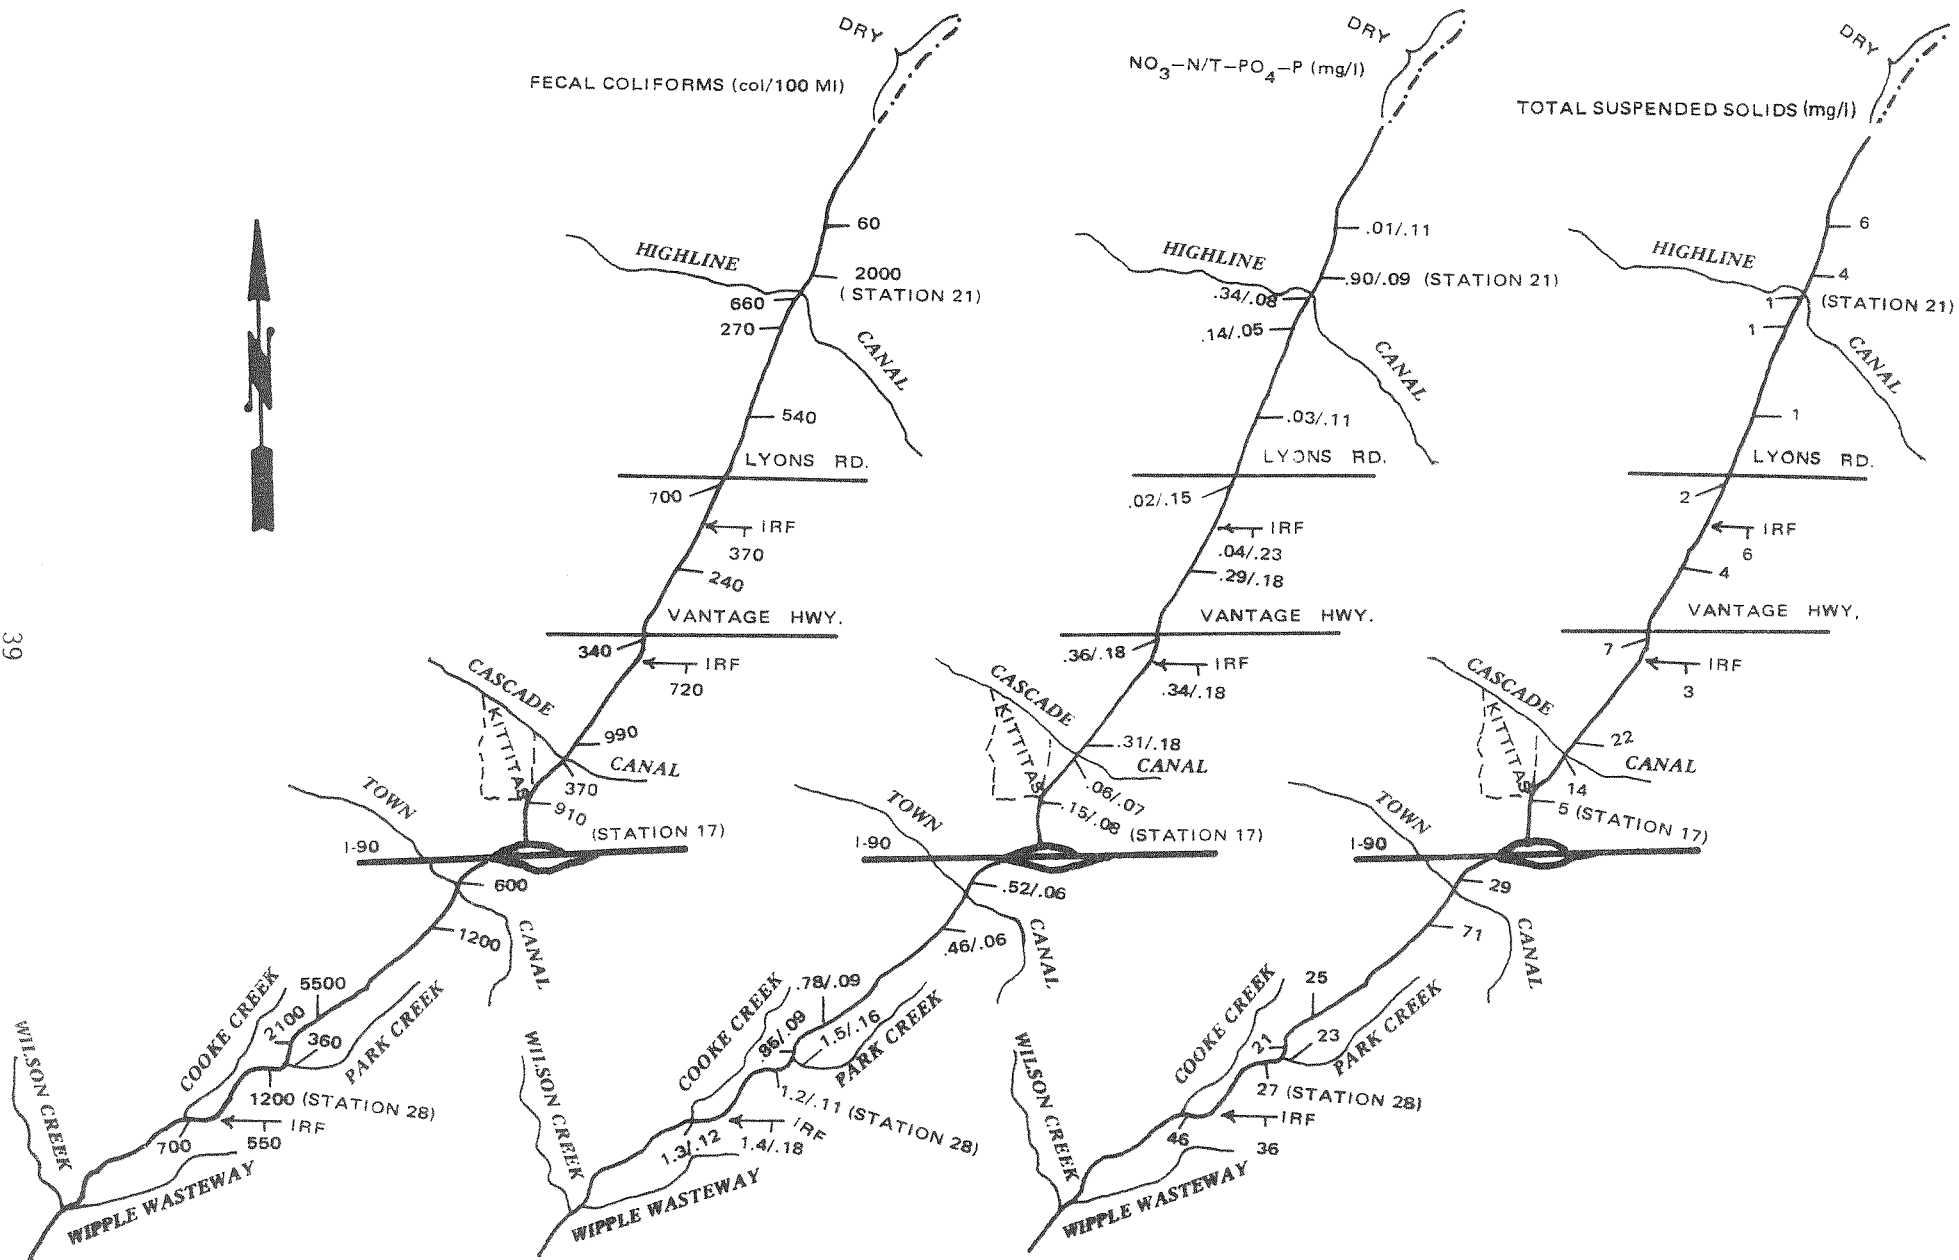 DRY
FECAL COLIFORMS (col/100 Ml)
60
HIGHLINE
2000
(STATION 21)
660
270
CANAL
540
LYONS RD.
700
IRF
370
240
VANTAGE HWY.
340
IRF
720
CASCADE
KITTITAS
990
CANAL
370
910
(STATION 17)
TOWN
I-90
600
1200
CANAL
5500
COOKE CREEK
2100
360
PARK CREEK
WILSON CREEK
1200 (STATION 28)
IRF
550
700
WIPPLE WASTEWAY
DRY
NO3-N/T-PO4-P (mg/l)
.01/.11
HIGHLINE
.90/.09 (STATION 21)
.34/.08
.14/.05
CANAL
.03/.11
LYONS RD.
.02/.15
IRF
.04/.23
.29/.18
VANTAGE HWY.
.36/.18
IRF
.34/.18
CASCADE
KITTITAS
.31/.18
CANAL
.06/.07
.15/.08 (STATION 17)
TOWN
I-90
.52/.06
.46/.06
CANAL
.78/.09
COOKE CREEK
.86/.09
1.5/.16
PARK CREEK
WILSON CREEK
1.2/.11 (STATION 28)
IRF
1.4/.18
1.3/.12
WIPPLE WASTEWAY
DRY
TOTAL SUSPENDED SOLIDS (mg/l)
6
HIGHLINE
4
(STATION 21)
1
1
CANAL
1
LYONS RD.
2
IRF
6
4
VANTAGE HWY.
7
IRF
3
CASCADE
KITTITAS
22
CANAL
14
5 (STATION 17)
TOWN
I-90
29
71
CANAL
25
COOKE CREEK
21
23
PARK CREEK
WILSON CREEK
27 (STATION 28)
IRF
36
46
WIPPLE WASTEWAY
N
39